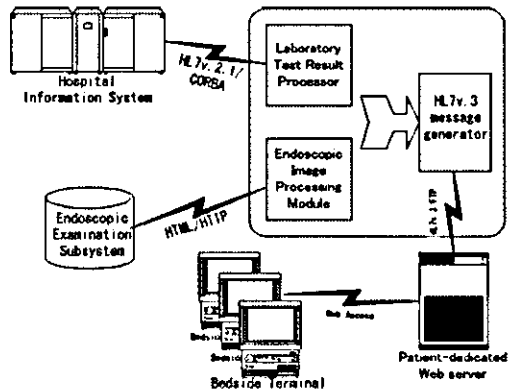 Hospital
Information System
HL7v.2.1/
CORBA
Laboratory
Test Result
Processor
HL7v.3
message
generator
Endoscopic
Image
Processing
Module
Endoscopic
Examination
Subsystem
HTML/HTTP
Web Access
Patient-dedicated
Web server
Bedside Terminal